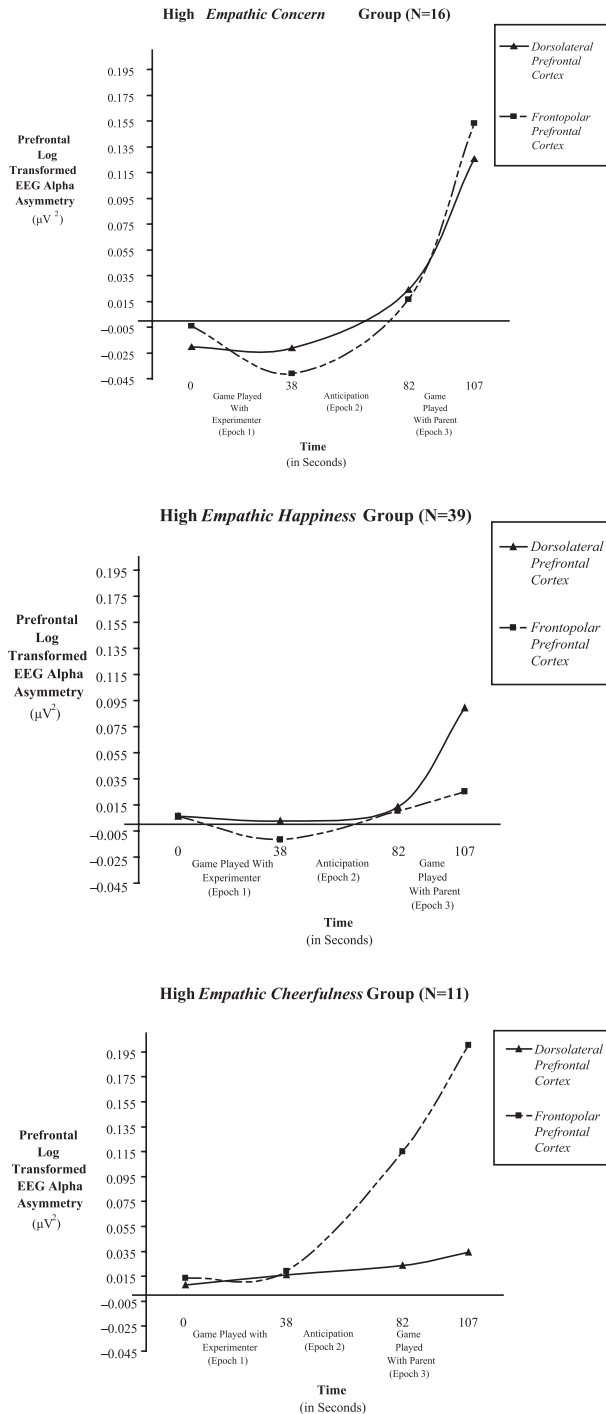 High Empathic Concern Group (N=16)
Dorsolateral
Prefrontal
Cortex
Frontopolar
Prefrontal
Cortex
Prefrontal
Log
Transformed
EEG Alpha
Asymmetry
(µV 2)
0.195
0.175
0.155
0.135
0.115
0.095
0.075
0.055
0.035
0.015
−0.005
−0.025
−0.045
0 38 82 107
Game Played
With
Experimenter
(Epoch 1)
Anticipation
(Epoch 2)
Game
Played
With Parent
(Epoch 3)
Time
(in Seconds)
High Empathic Happiness Group (N=39)
Dorsolateral
Prefrontal
Cortex
Frontopolar
Prefrontal
Cortex
Prefrontal
Log
Transformed
EEG Alpha
Asymmetry
(µV2)
0.195
0.175
0.155
0.135
0.115
0.095
0.075
0.055
0.035
0.015
−0.005
−0.025
−0.045
0 38 82 107
Game Played With
Experimenter
(Epoch 1)
Anticipation
(Epoch 2)
Game
Played
With Parent
(Epoch 3)
Time
(in Seconds)
High Empathic Cheerfulness Group (N=11)
Dorsolateral
Prefrontal
Cortex
Frontopolar
Prefrontal
Cortex
Prefrontal
Log
Transformed
EEG Alpha
Asymmetry
(µV2)
0.195
0.175
0.155
0.135
0.115
0.095
0.075
0.055
0.035
0.015
−0.005
−0.025
−0.045
0 38 82 107
Game Played with
Experimenter
(Epoch 1)
Anticipation
(Epoch 2)
Game
Played
With Parent
(Epoch 3)
Time
(in Seconds)